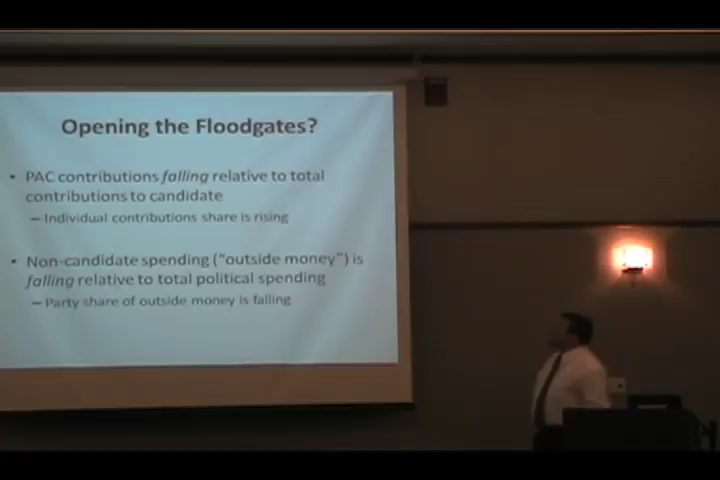 Opening the Floodgates?
• PAC contributions falling relative to total
contributions to candidate
– Individual contributions share is rising
• Non-candidate spending ("outside money") is
falling relative to total political spending
– Party share of outside money is falling